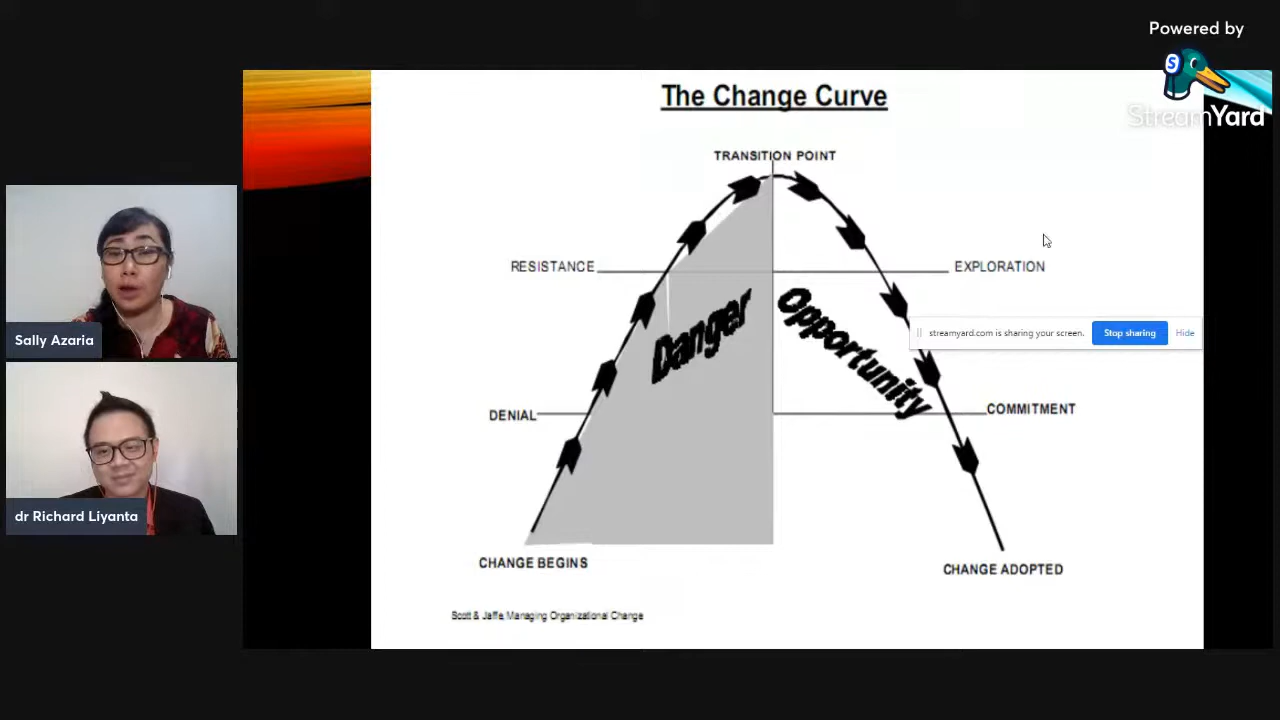 Powered by
StreamYard
The Change Curve
TRANSITION POINT
RESISTANCE
EXPLORATION
Danger
Opportunity
streamyard.com is sharing your screen.
Stop sharing
Hide
Sally Azaria
DENIAL
COMMITMENT
dr Richard Liyanta
CHANGE BEGINS
CHANGE ADOPTED
Scott & Jaffe, Managing Organizational Change